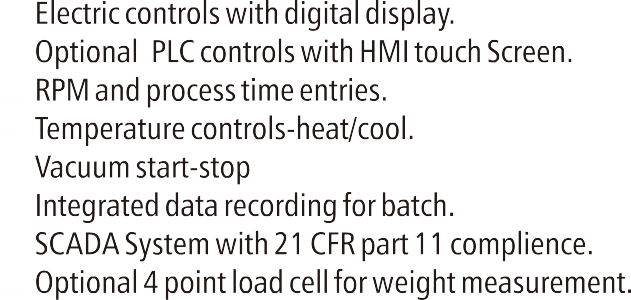 Electric controls with digital display.
Optional  PLC controls with HMI touch Screen.
RPM and process time entries.
Temperature controls-heat/cool.
Vacuum start-stop
Integrated data recording for batch.
SCADA System with 21 CFR part 11 complience.
Optional 4 point load cell for weight measurement.